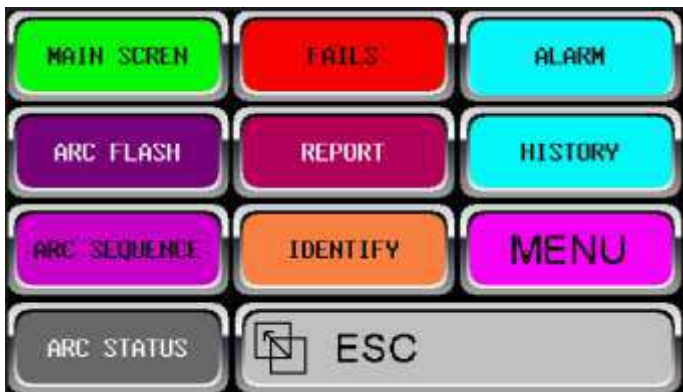 MAIN SCREN
FAILS
ALARM
ARC FLASH
REPORT
HISTORY
ARC SEQUENCE
IDENTIFY
MENU
ARC STATUS
ESC